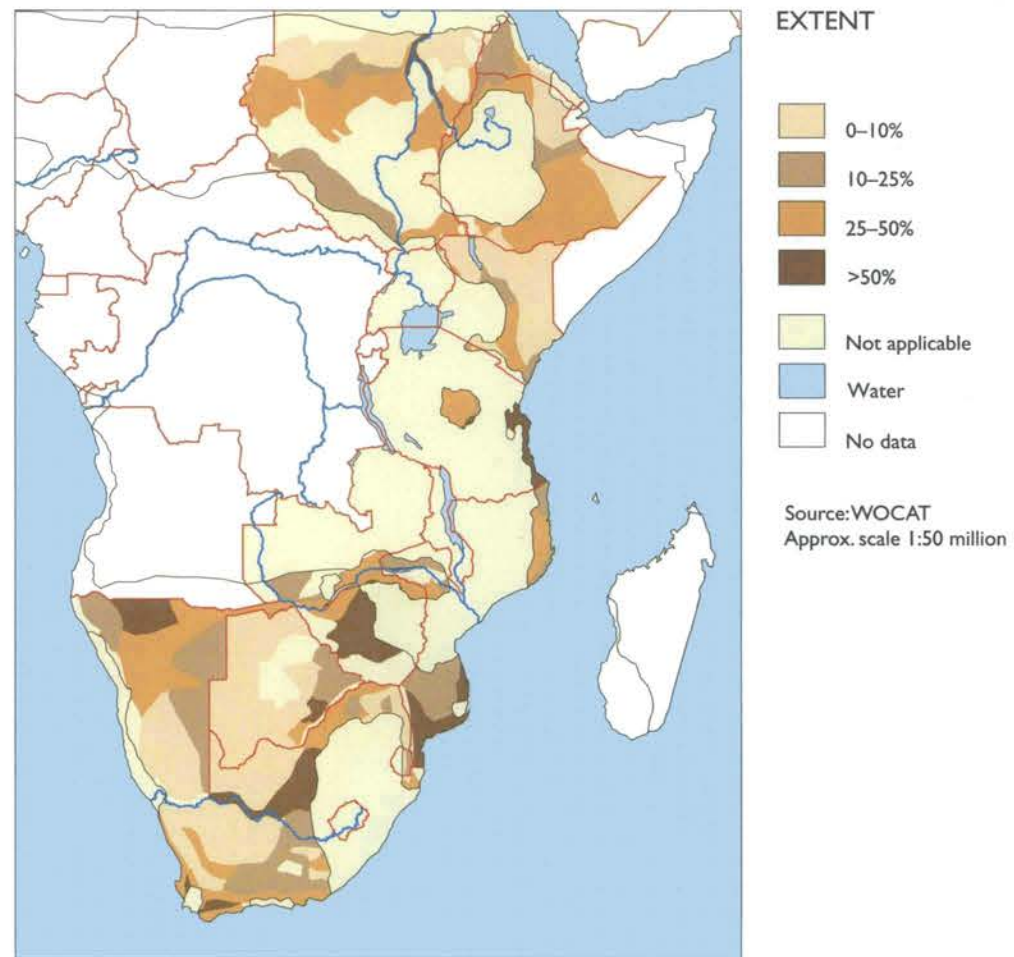 EXTENT
0–10%
10–25%
25–50%
>50%
Not applicable
Water
No data
Source:WOCAT
Approx. scale 1:50 million